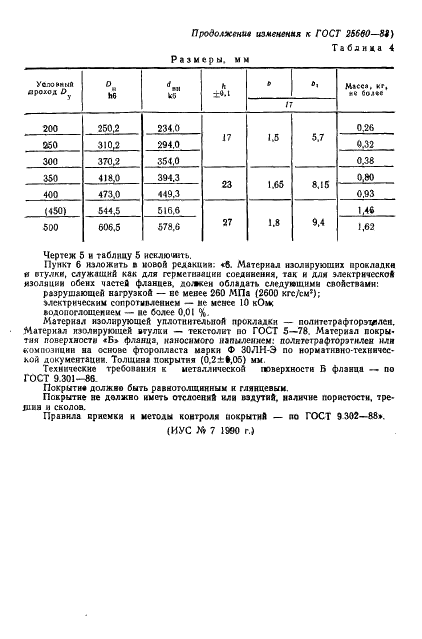 Продолжение изменения к ГОСТ 25660—83)
Таблица 4
Размеры, мм
Условный проход Dу | Dн h6 | dвн k6 | h ±0,1 | D | D₁ | Масса, кг, не более
17
200 | 250,2 | 234,0 | 17 | 1,5 | 5,7 | 0,26
250 | 310,2 | 294,0 | 0,32
300 | 370,2 | 354,0 | 0,38
350 | 418,0 | 394,3 | 23 | 1,65 | 8,15 | 0,80
400 | 473,0 | 449,3 | 0,93
(450) | 544,5 | 516,6 | 27 | 1,8 | 9,4 | 1,46
500 | 606,5 | 578,6 | 1,62
Чертеж 5 и таблицу 5 исключить.
Пункт 6 изложить в новой редакции: «6. Материал изолирующих прокладки
и втулки, служащий как для герметизации соединения, так и для электрической
изоляции обеих частей фланцев, должен обладать следующими свойствами:
разрушающей нагрузкой — не менее 260 МПа (2600 кгс/см²);
электрическим сопротивлением — не менее 10 кОм;
водопоглощением — не более 0,01 %.
Материал изолирующей уплотнительной прокладки — политетрафторэтилен.
Материал изолирующей втулки — текстолит по ГОСТ 5—78. Материал покры-
тия поверхности «Б» фланца, наносимого напылением: политетрафторэтилен или
композиции на основе фторопласта марки Ф 30ЛН-Э по нормативно-техничес-
кой документации. Толщина покрытия (0,2±0,05) мм.
Технические требования к металлической поверхности Б фланца — по
ГОСТ 9.301—86.
Покрытие должно быть равнотолщинным и глянцевым.
Покрытие не должно иметь отслоений или вздутий, наличие пористости, тре-
щин и сколов.
Правила приемки и методы контроля покрытий — по ГОСТ 9.302—88».
(ИУС № 7 1990 г.)